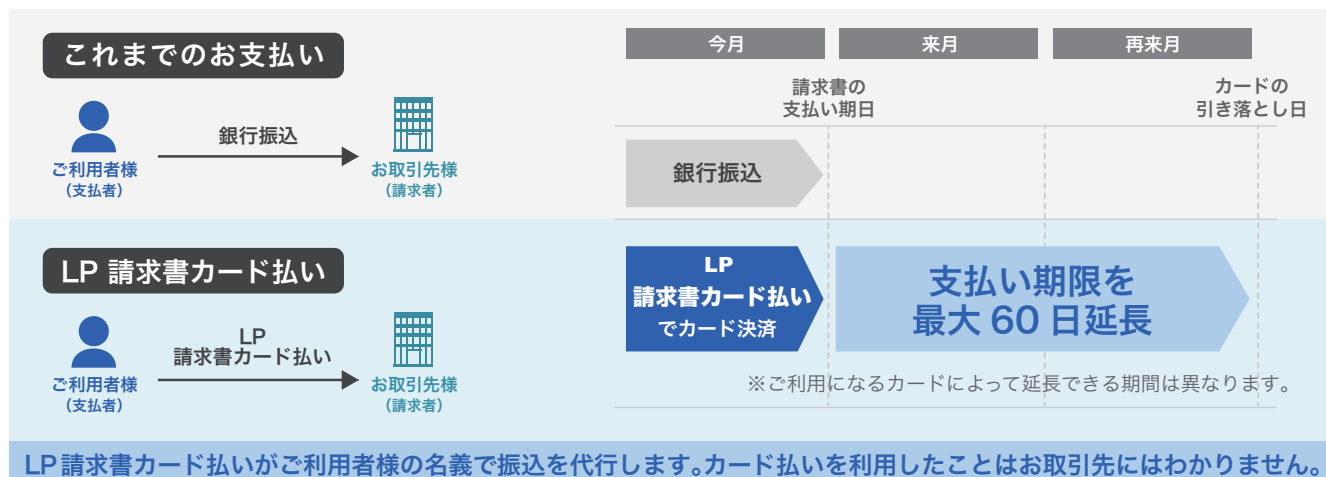 これまでのお支払い
今月
来月
再来月
請求書の
支払い期日
カードの
引き落とし日
銀行振込
ご利用者様
(支払者)
お取引先様
(請求者)
銀行振込
LP 請求書カード払い
LP
請求書カード払い
ご利用者様
(支払者)
お取引先様
(請求者)
LP
請求書カード払い
でカード決済
支払い期限を
最大 60 日延長
※ご利用になるカードによって延長できる期間は異なります。
LP請求書カード払いがご利用者様の名義で振込を代行します。カード払いを利用したことはお取引先にはわかりません。